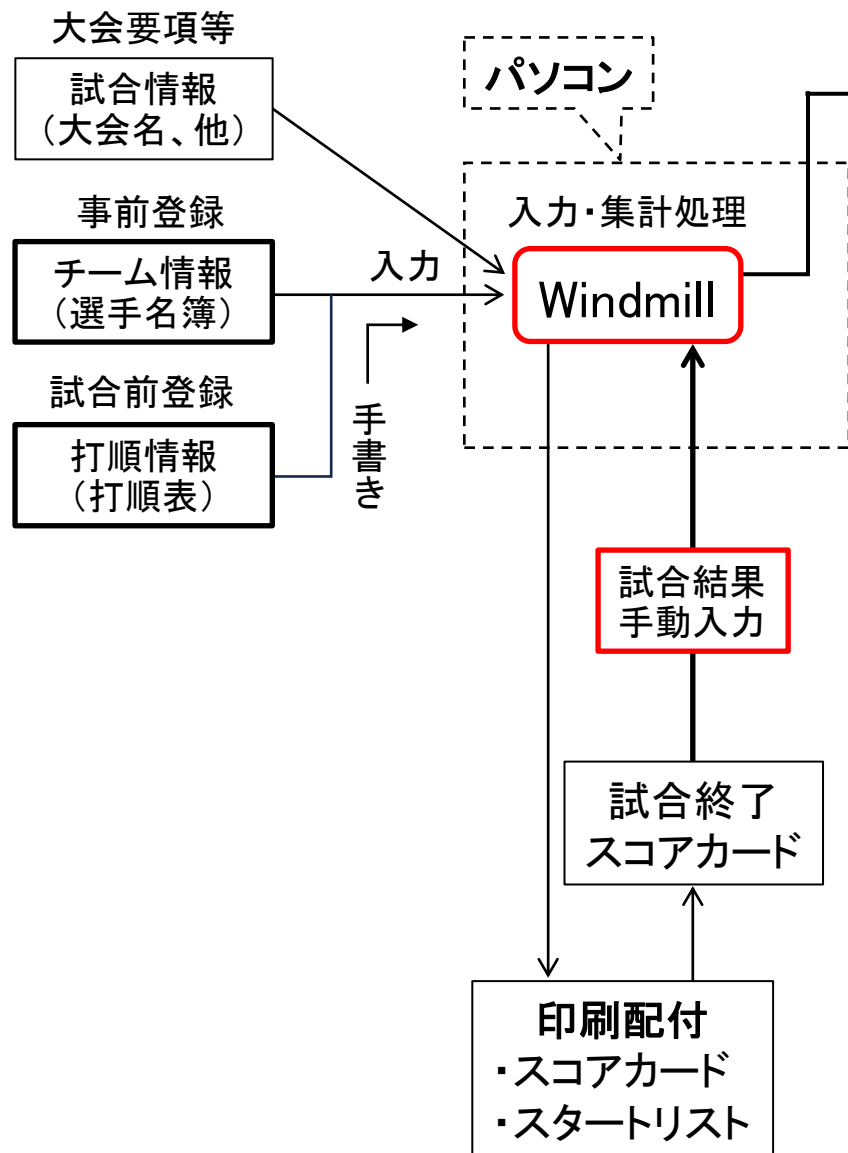 大会要項等
試合情報
（大会名、他）
事前登録
チーム情報
（選手名簿）
試合前登録
打順情報
（打順表）
入力
手書き
パソコン
入力・集計処理
Windmill
試合結果
手動入力
試合終了
スコアカード
印刷配付
・スコアカード
・スタートリスト